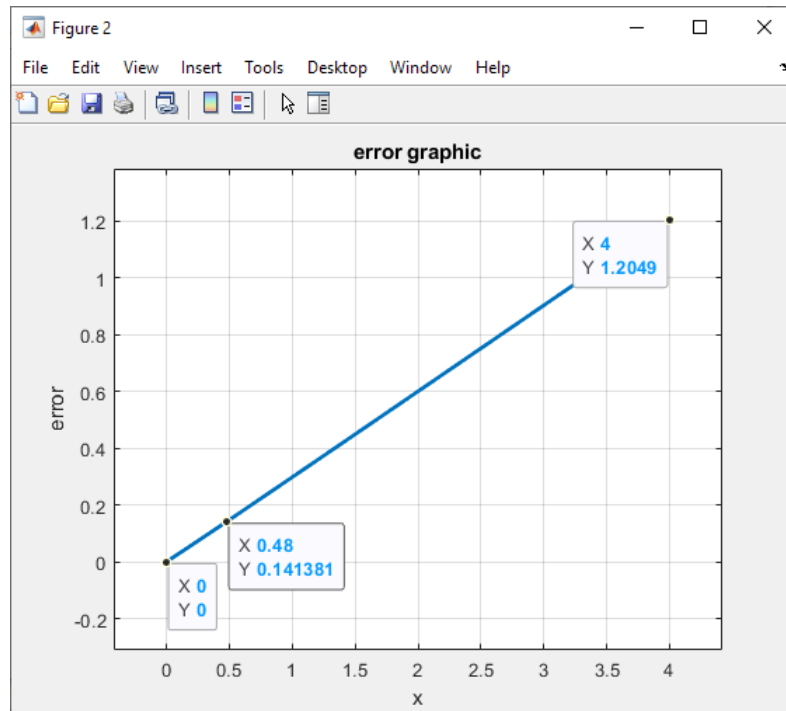 Figure 2
File Edit View Insert Tools Desktop Window Help
error graphic
1.2
1
0.8
0.6
0.4
0.2
0
-0.2
error
X 4
Y 1.2049
X 0.48
Y 0.141381
X 0
Y 0
0 0.5 1 1.5 2 2.5 3 3.5 4
x